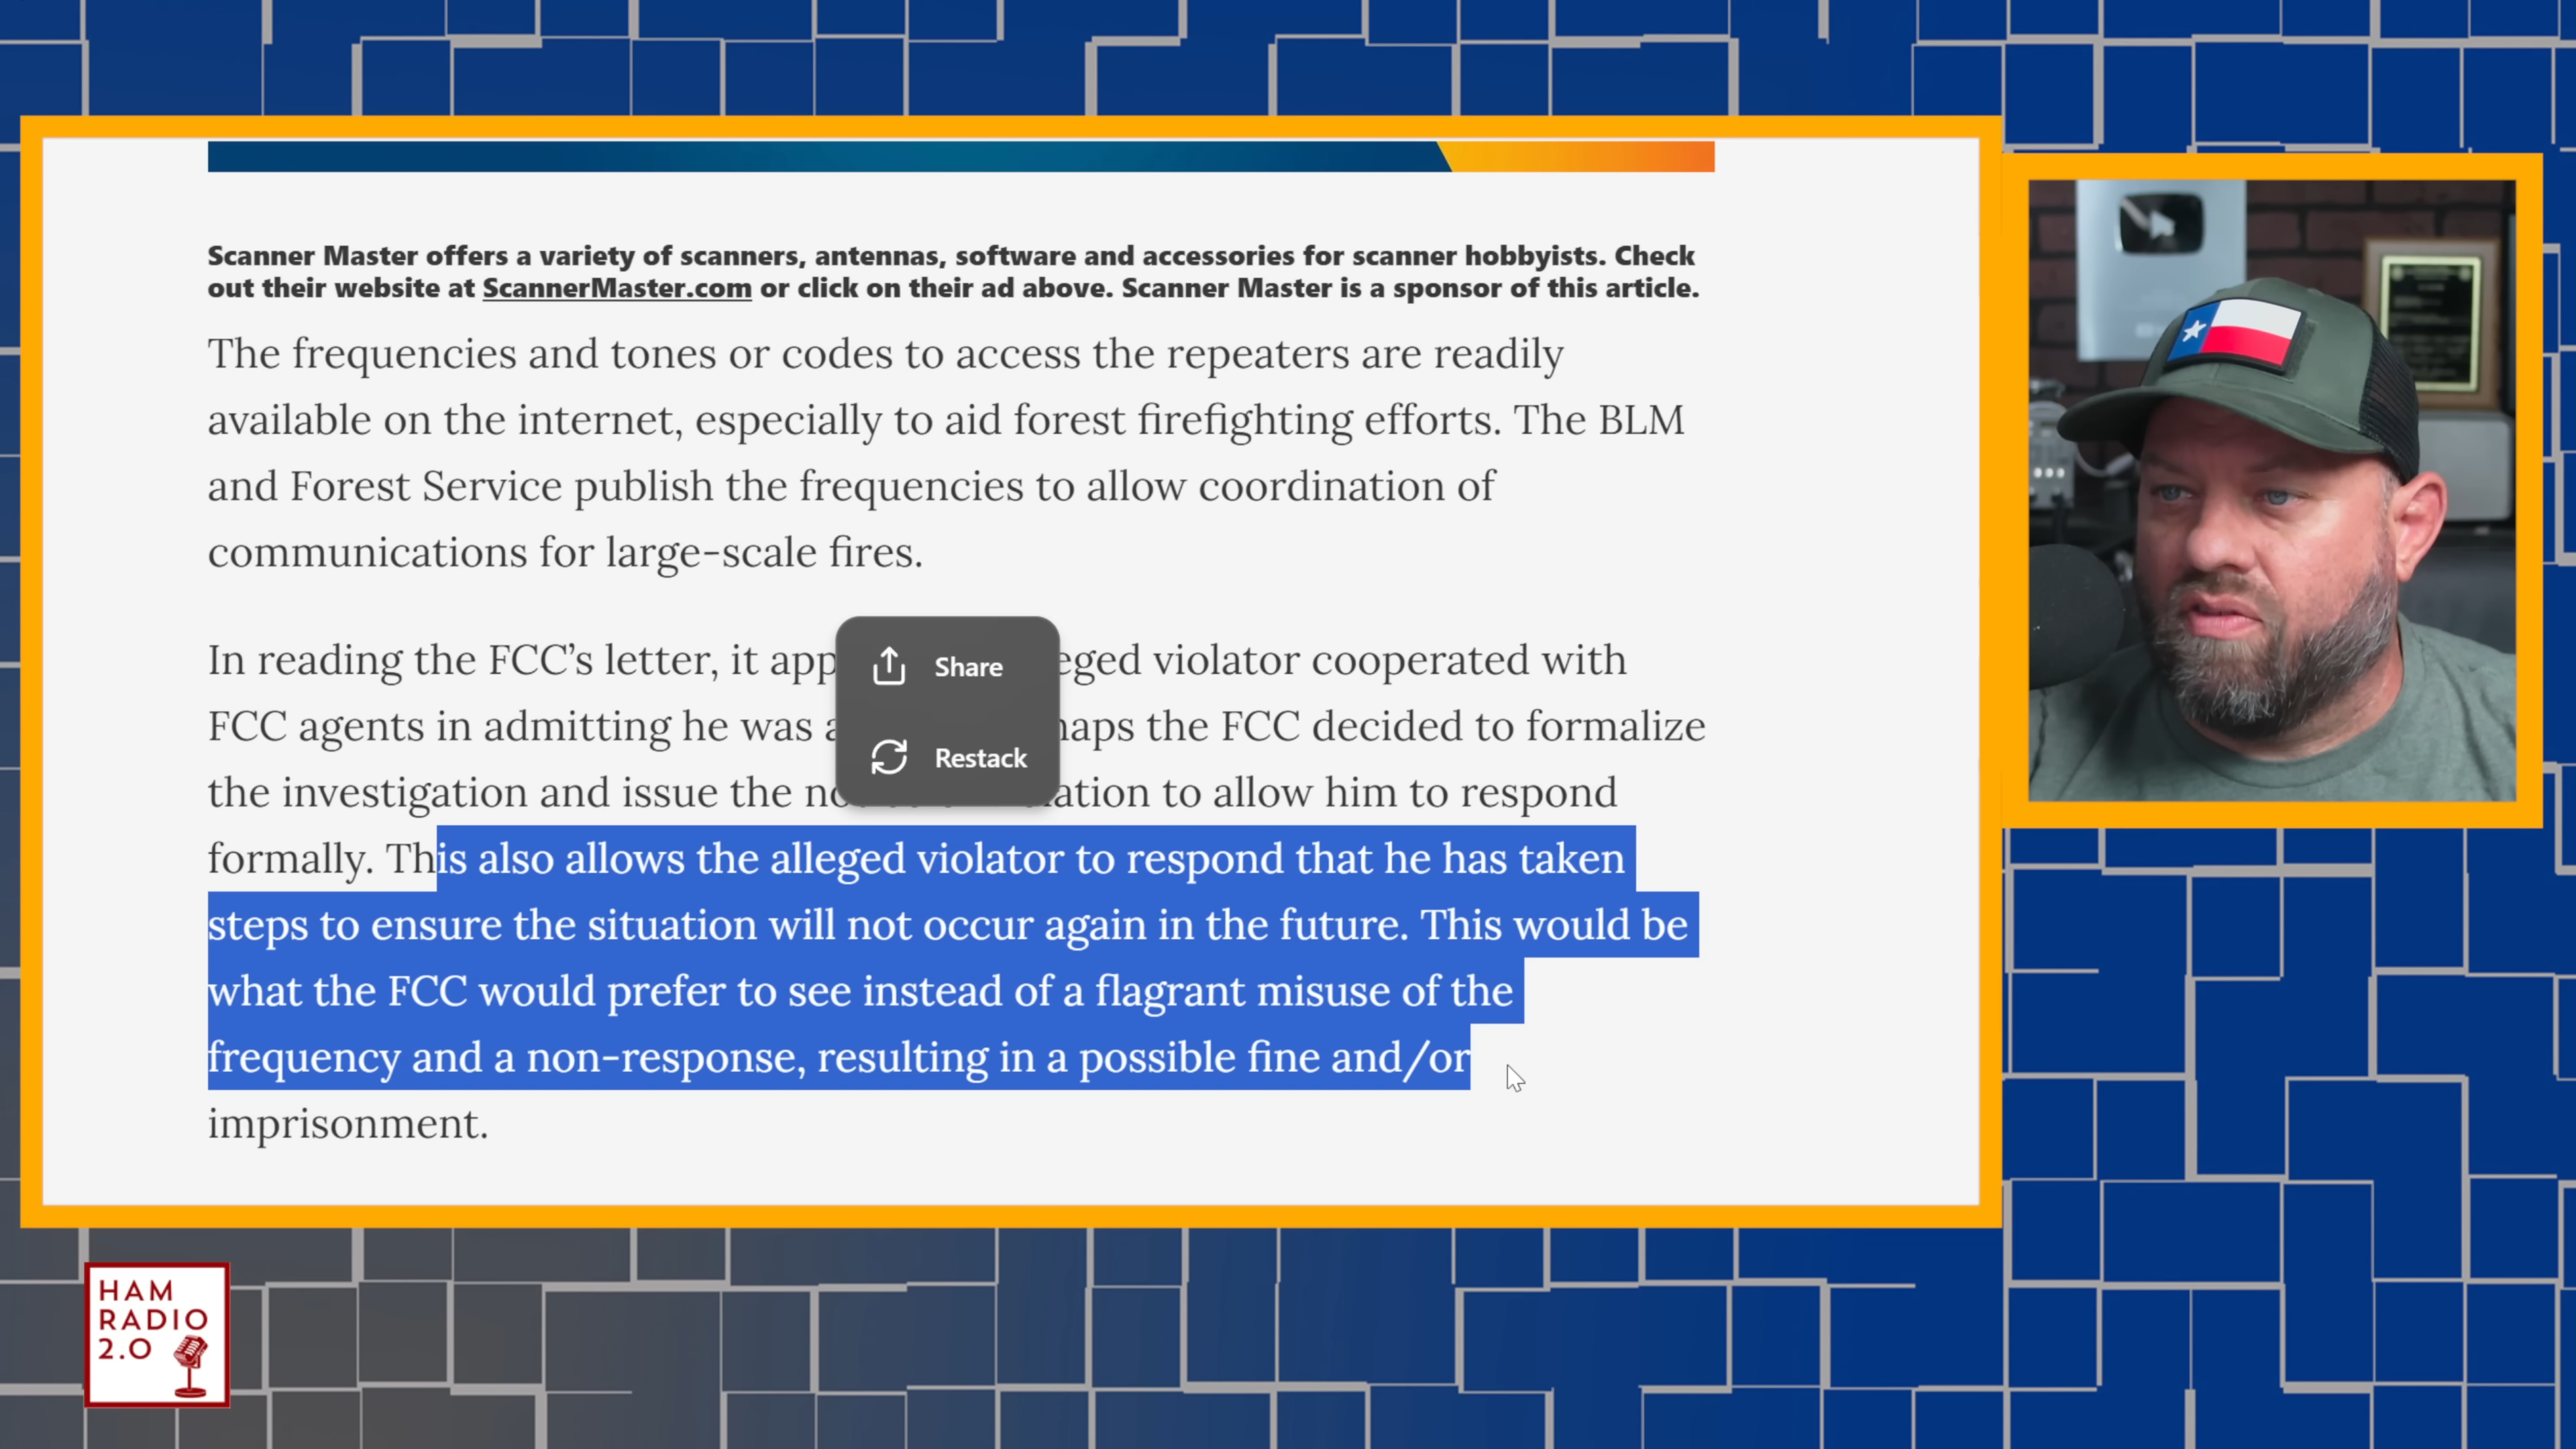 Scanner Master offers a variety of scanners, antennas, software and accessories for scanner hobbyists. Check
out their website at ScannerMaster.com or click on their ad above. Scanner Master is a sponsor of this article.
The frequencies and tones or codes to access the repeaters are readily
available on the internet, especially to aid forest firefighting efforts. The BLM
and Forest Service publish the frequencies to allow coordination of
communications for large-scale fires.
In reading the FCC’s letter, it app eged violator cooperated with
Share
FCC agents in admitting he was a haps the FCC decided to formalize
Restack
the investigation and issue the no ation to allow him to respond
formally. This also allows the alleged violator to respond that he has taken
steps to ensure the situation will not occur again in the future. This would be
what the FCC would prefer to see instead of a flagrant misuse of the
frequency and a non-response, resulting in a possible fine and/or
imprisonment.
HAM
RADIO
2.0